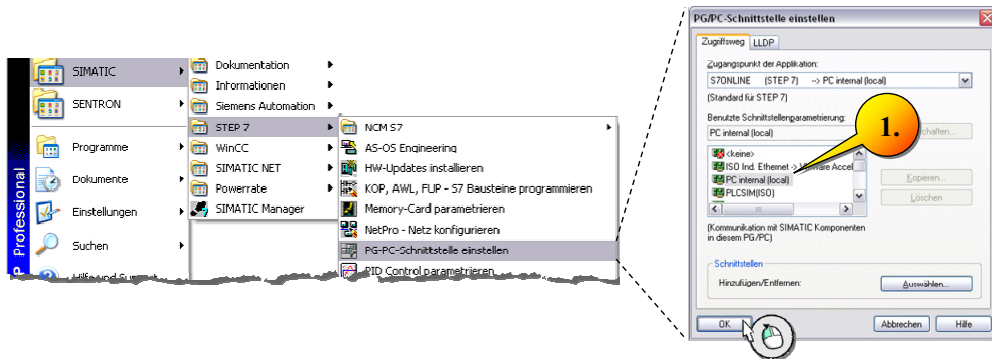 SIMATIC
SENTRON
Programme
Dokumente
Einstellungen
Suchen
Hilfe und Support
Professional
Dokumentation
Informationen
Siemens Automation
STEP 7
WinCC
SIMATIC NET
Powerrate
SIMATIC Manager
NCM S7
AS-OS Engineering
HW-Updates installieren
KOP, AWL, FUP - S7 Bausteine programmieren
Memory-Card parametrieren
NetPro - Netz konfigurieren
PG-PC-Schnittstelle einstellen
PID Control parametrieren
PG/PC-Schnittstelle einstellen
Zugriffsweg LLDP
Zugangspunkt der Applikation:
S7ONLINE (STEP 7) --> PC internal (local)
(Standard für STEP 7)
Benutzte Schnittstellenparametrierung:
PC internal (local)
1.
<keine>
ISO Ind. Ethernet -> Accel
PC internal (local)
PLCSIM(ISO)
Kopieren...
Löschen
(Kommunikation mit SIMATIC Komponenten
in diesem PG/PC)
Schnittstellen
Hinzufügen/Entfernen:
Auswählen...
OK
Abbrechen
Hilfe